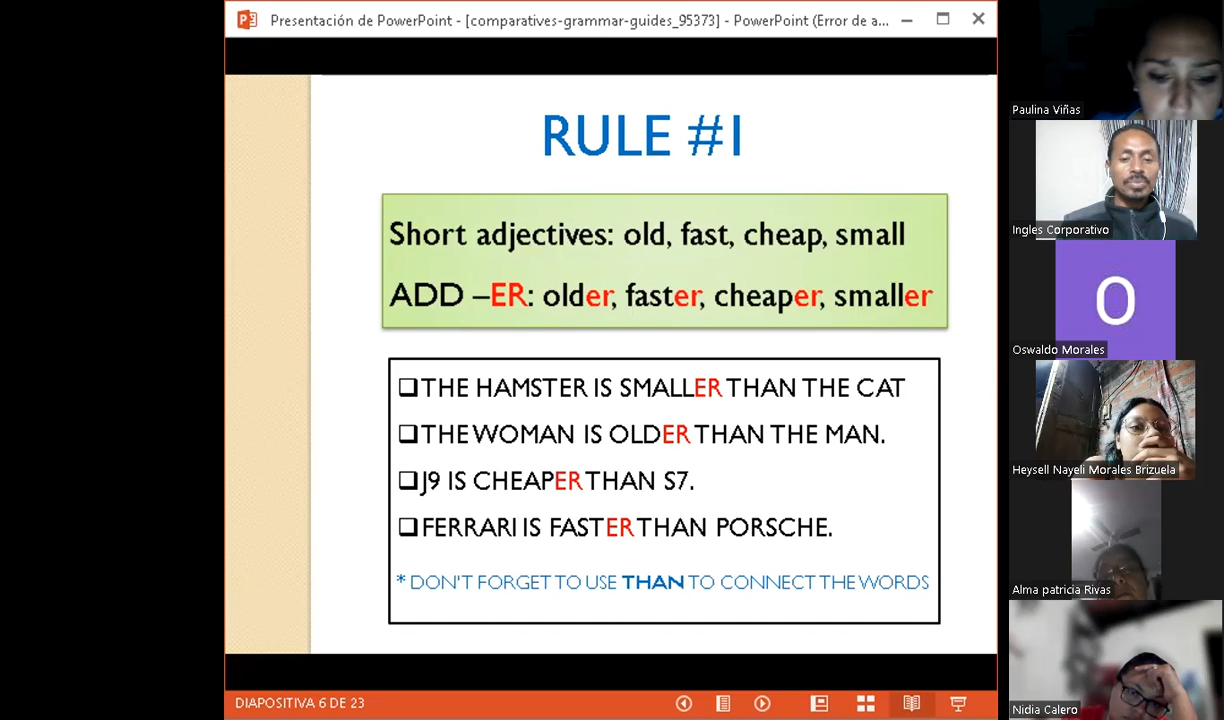 Presentación de PowerPoint - [comparatives-grammar-guides_95373] - PowerPoint (Error de a...
RULE #1
Short adjectives: old, fast, cheap, small
ADD –ER: older, faster, cheaper, smaller
❑THE HAMSTER IS SMALLER THAN THE CAT
❑THE WOMAN IS OLDER THAN THE MAN.
❑J9 IS CHEAPER THAN S7.
❑FERRARI IS FASTER THAN PORSCHE.
* DON'T FORGET TO USE THAN TO CONNECT THE WORDS
DIAPOSITIVA 6 DE 23
Paulina Viñas
Ingles Corporativo
O
Oswaldo Morales
Heysell Nayeli Morales Brizuela
Alma patricia Rivas
Nidia Calero